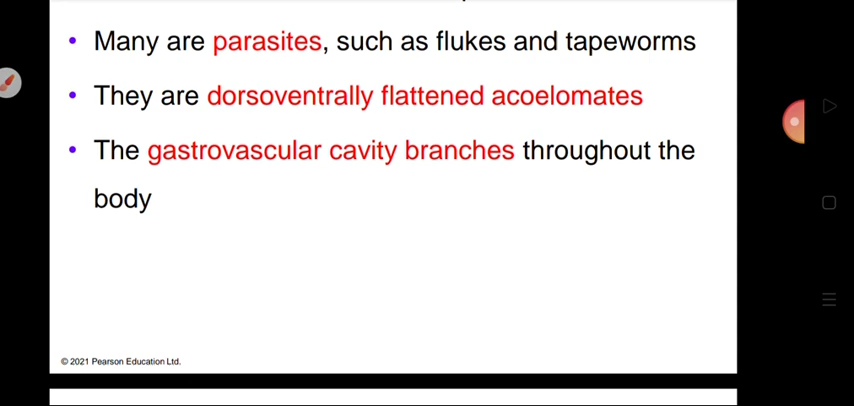 • Many are parasites, such as flukes and tapeworms
• They are dorsoventrally flattened acoelomates
• The gastrovascular cavity branches throughout the
body
© 2021 Pearson Education Ltd.